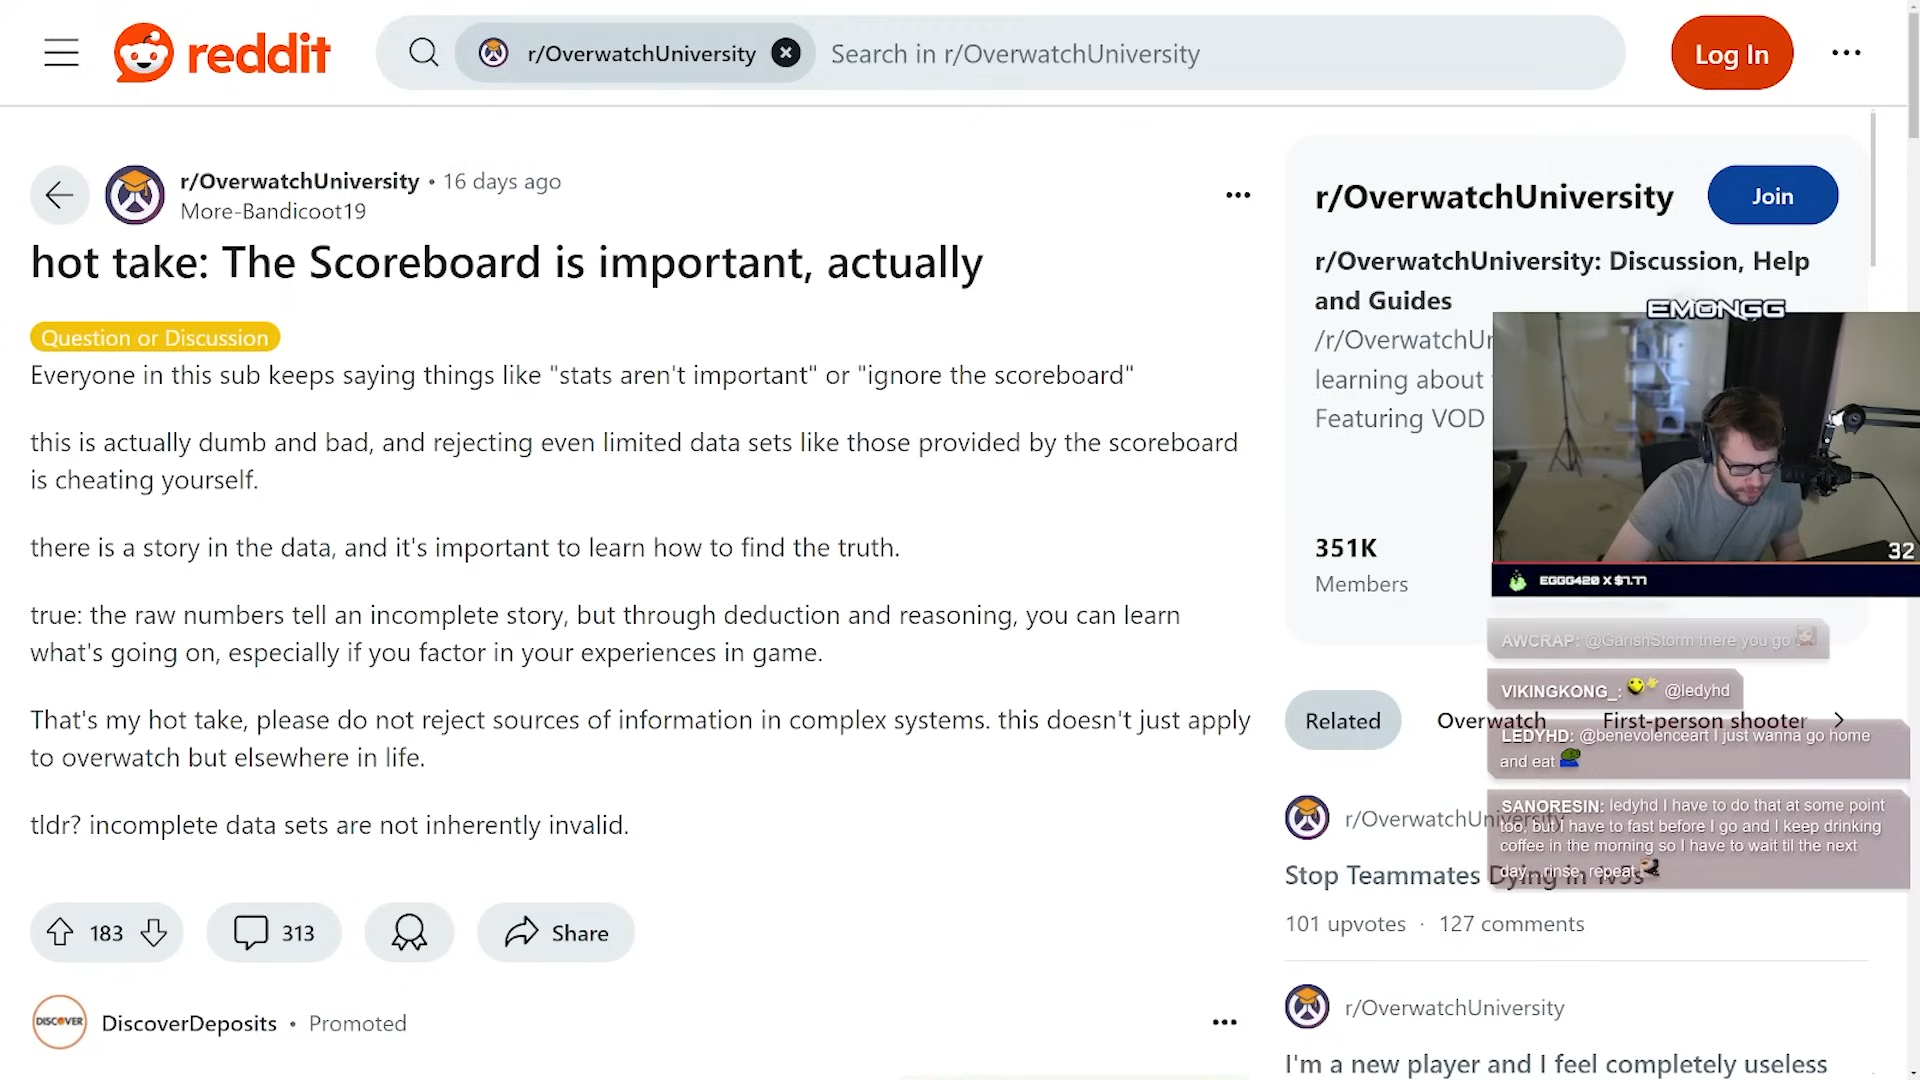 reddit
r/OverwatchUniversity
Search in r/OverwatchUniversity
Log In
r/OverwatchUniversity • 16 days ago
More-Bandicoot19
hot take: The Scoreboard is important, actually
Question or Discussion
Everyone in this sub keeps saying things like "stats aren't important" or "ignore the scoreboard"
this is actually dumb and bad, and rejecting even limited data sets like those provided by the scoreboard
is cheating yourself.
there is a story in the data, and it's important to learn how to find the truth.
true: the raw numbers tell an incomplete story, but through deduction and reasoning, you can learn
what's going on, especially if you factor in your experiences in game.
That's my hot take, please do not reject sources of information in complex systems. this doesn't just apply
to overwatch but elsewhere in life.
tldr? incomplete data sets are not inherently invalid.
183
313
Share
DISCOVER
DiscoverDeposits • Promoted
r/OverwatchUniversity
Join
r/OverwatchUniversity: Discussion, Help
and Guides
/r/OverwatchUn
learning about
Featuring VOD
351K
Members
EMONGG
32
EGGG420 X $7.77
AWCRAP: @GarishStorm there you go
VIKINGKONG_: @ledyhd
LEDYHD: @benevolenceart I just wanna go home
and eat
SANORESIN: ledyhd I have to do that at some point
too, but I have to fast before I go and I keep drinking
coffee in the morning so I have to wait til the next
day... rinse, repeat
Related
Overwatch
First-person shooter
r/OverwatchUniversity
Stop Teammates Dying in 1v5s
101 upvotes · 127 comments
r/OverwatchUniversity
I'm a new player and I feel completely useless